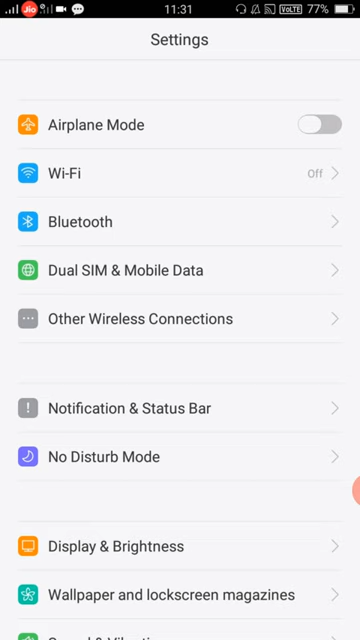 Jio 11:31 VoLTE 77%
Settings
Airplane Mode
Wi-Fi Off
Bluetooth
Dual SIM & Mobile Data
Other Wireless Connections
Notification & Status Bar
No Disturb Mode
Display & Brightness
Wallpaper and lockscreen magazines